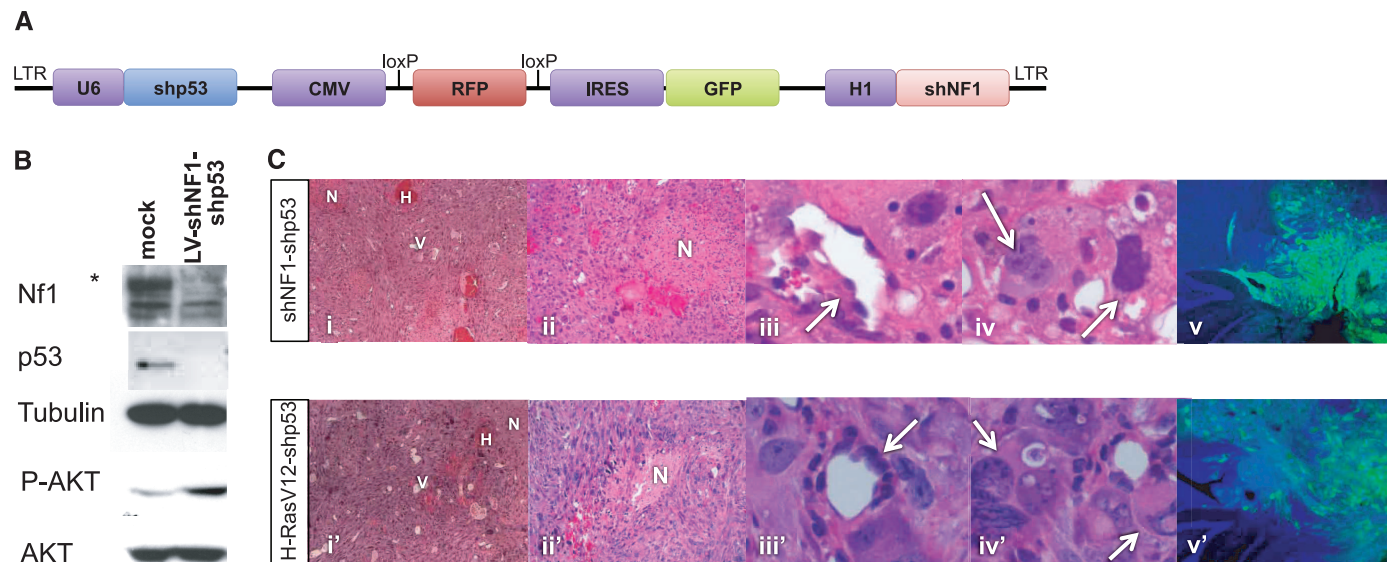 A
LTR U6 shp53 CMV loxP RFP loxP IRES GFP H1 shNF1 LTR
B
mock
LV-shNF1-
shp53
Nf1 *
p53
Tubulin
P-AKT
AKT
C
shNF1-shp53
N H V i
N ii
iii
iv
v
H-RasV12-shp53
N H V i'
N ii'
iii'
iv'
v'